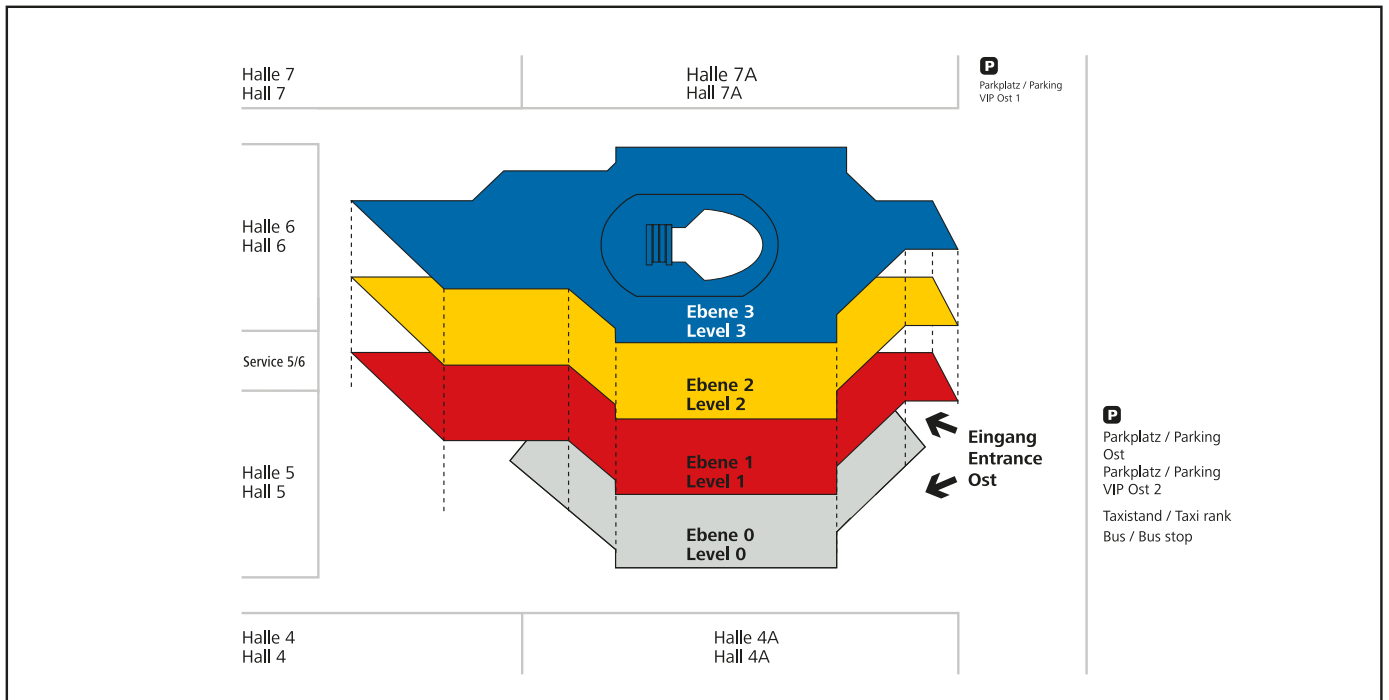 Halle 7
Hall 7
Halle 7A
Hall 7A
P
Parkplatz / Parking
VIP Ost 1
Halle 6
Hall 6
Ebene 3
Level 3
Service 5/6
Ebene 2
Level 2
P
Parkplatz / Parking
Ost
Parkplatz / Parking
VIP Ost 2
Taxistand / Taxi rank
Bus / Bus stop
Eingang
Entrance
Ost
Halle 5
Hall 5
Ebene 1
Level 1
Ebene 0
Level 0
Halle 4
Hall 4
Halle 4A
Hall 4A